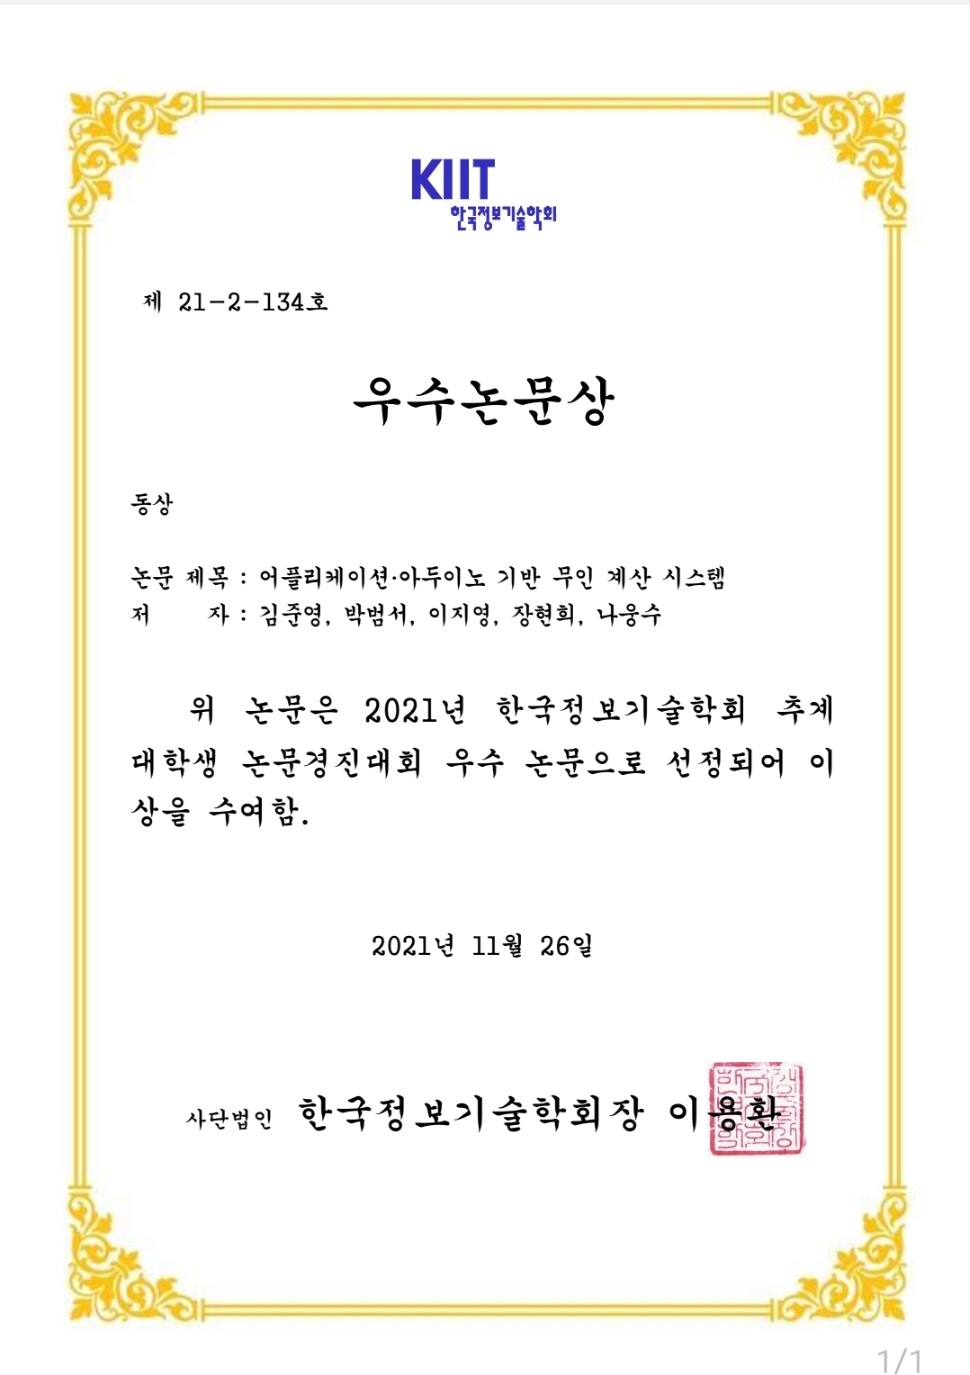 KIIT
한국정보기술학회
제 21-2-134호
우수논문상
동상
논문 제목 : 어플리케이션·아두이노 기반 무인 계산 시스템
저 자 : 김준영, 박범서, 이지영, 장현희, 나웅수
위 논문은 2021년 한국정보기술학회 추계
대학생 논문경진대회 우수 논문으로 선정되어 이
상을 수여함.
2021년 11월 26일
사단법인 한국정보기술학회장 이용환
1/1